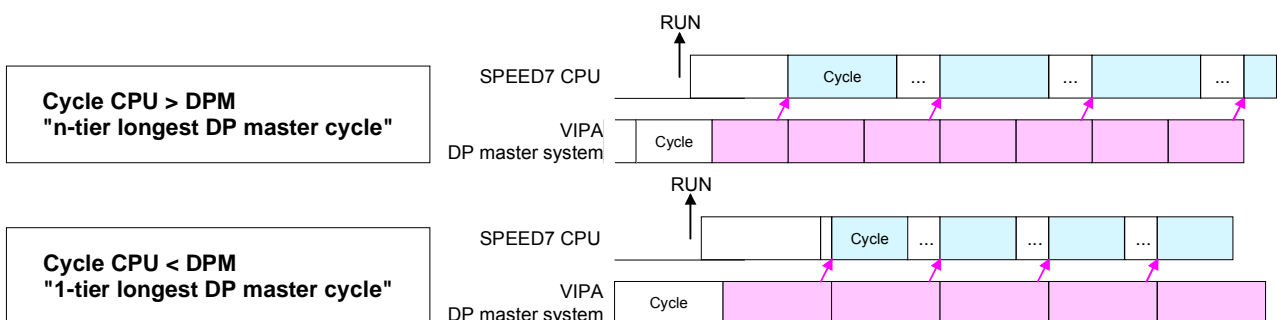 RUN
SPEED7 CPU
Cycle
...
...
...
Cycle CPU > DPM
"n-tier longest DP master cycle"
VIPA
DP master system
Cycle
RUN
SPEED7 CPU
Cycle
...
...
...
Cycle CPU < DPM
"1-tier longest DP master cycle"
VIPA
DP master system
Cycle